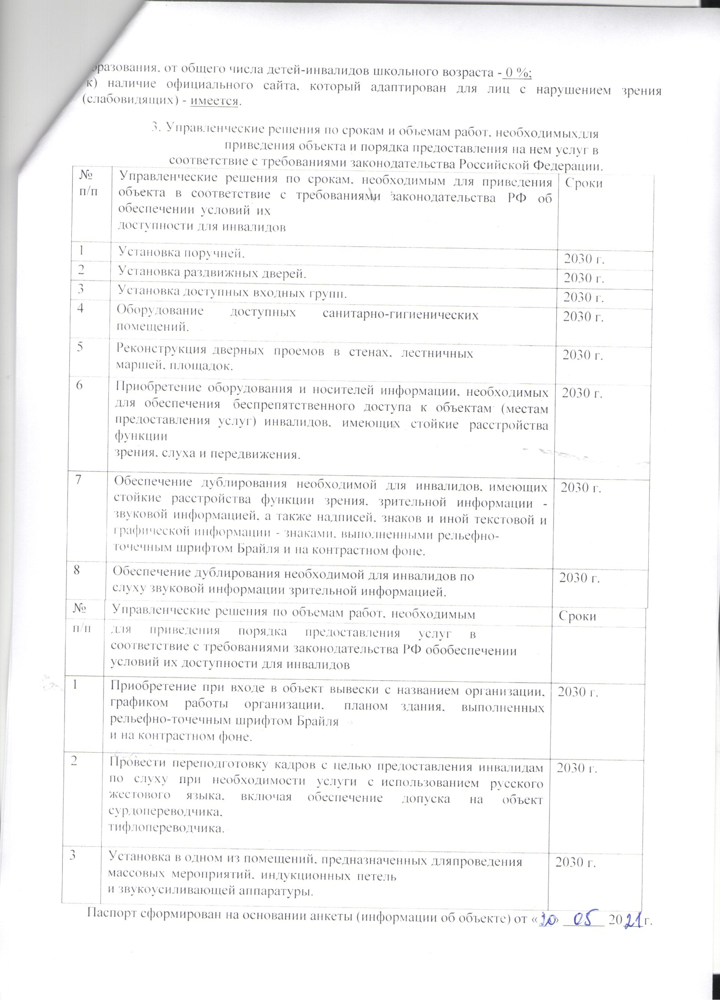 бразования, от общего числа детей-инвалидов школьного возраста - 0 %;
к) наличие официального сайта, который адаптирован для лиц с нарушением зрения
(слабовидящих) - имеется.
3. Управленческие решения по срокам и объемам работ, необходимыхдля
приведения объекта и порядка предоставления на нем услуг в
соответствие с требованиями законодательства Российской Федерации.
№ Управленческие решения по срокам, необходимым для приведения Сроки
п/п объекта в соответствие с требованиями законодательства РФ об
обеспечении условий их
доступности для инвалидов
1 Установка поручней. 2030 г.
2 Установка раздвижных дверей. 2030 г.
3 Установка доступных входных групп. 2030 г.
4 Оборудование доступных санитарно-гигиенических 2030 г.
помещений.
5 Реконструкция дверных проемов в стенах, лестничных 2030 г.
маршей, площадок.
6 Приобретение оборудования и носителей информации, необходимых 2030 г.
для обеспечения беспрепятственного доступа к объектам (местам
предоставления услуг) инвалидов, имеющих стойкие расстройства
функции
зрения, слуха и передвижения.
7 Обеспечение дублирования необходимой для инвалидов, имеющих 2030 г.
стойкие расстройства функции зрения, зрительной информации -
звуковой информацией, а также надписей, знаков и иной текстовой и
графической информации - знаками, выполненными рельефно-
точечным шрифтом Брайля и на контрастном фоне.
8 Обеспечение дублирования необходимой для инвалидов по 2030 г.
слуху звуковой информации зрительной информацией.
№ Управленческие решения по объемам работ, необходимым Сроки
п/п для приведения порядка предоставления услуг в
соответствие с требованиями законодательства РФ обобеспечении
условий их доступности для инвалидов
1 Приобретение при входе в объект вывески с названием организации, 2030 г.
графиком работы организации, планом здания, выполненных
рельефно-точечным шрифтом Брайля
и на контрастном фоне.
2 Провести переподготовку кадров с целью предоставления инвалидам 2030 г.
по слуху при необходимости услуги с использованием русского
жестового языка, включая обеспечение допуска на объект
сурдопереводчика,
тифлопереводчика.
3 Установка в одном из помещений, предназначенных дляпроведения 2030 г.
массовых мероприятий, индукционных петель
и звукоусиливающей аппаратуры.
Паспорт сформирован на основании анкеты (информации об объекте) от «20» 05 2021 г.